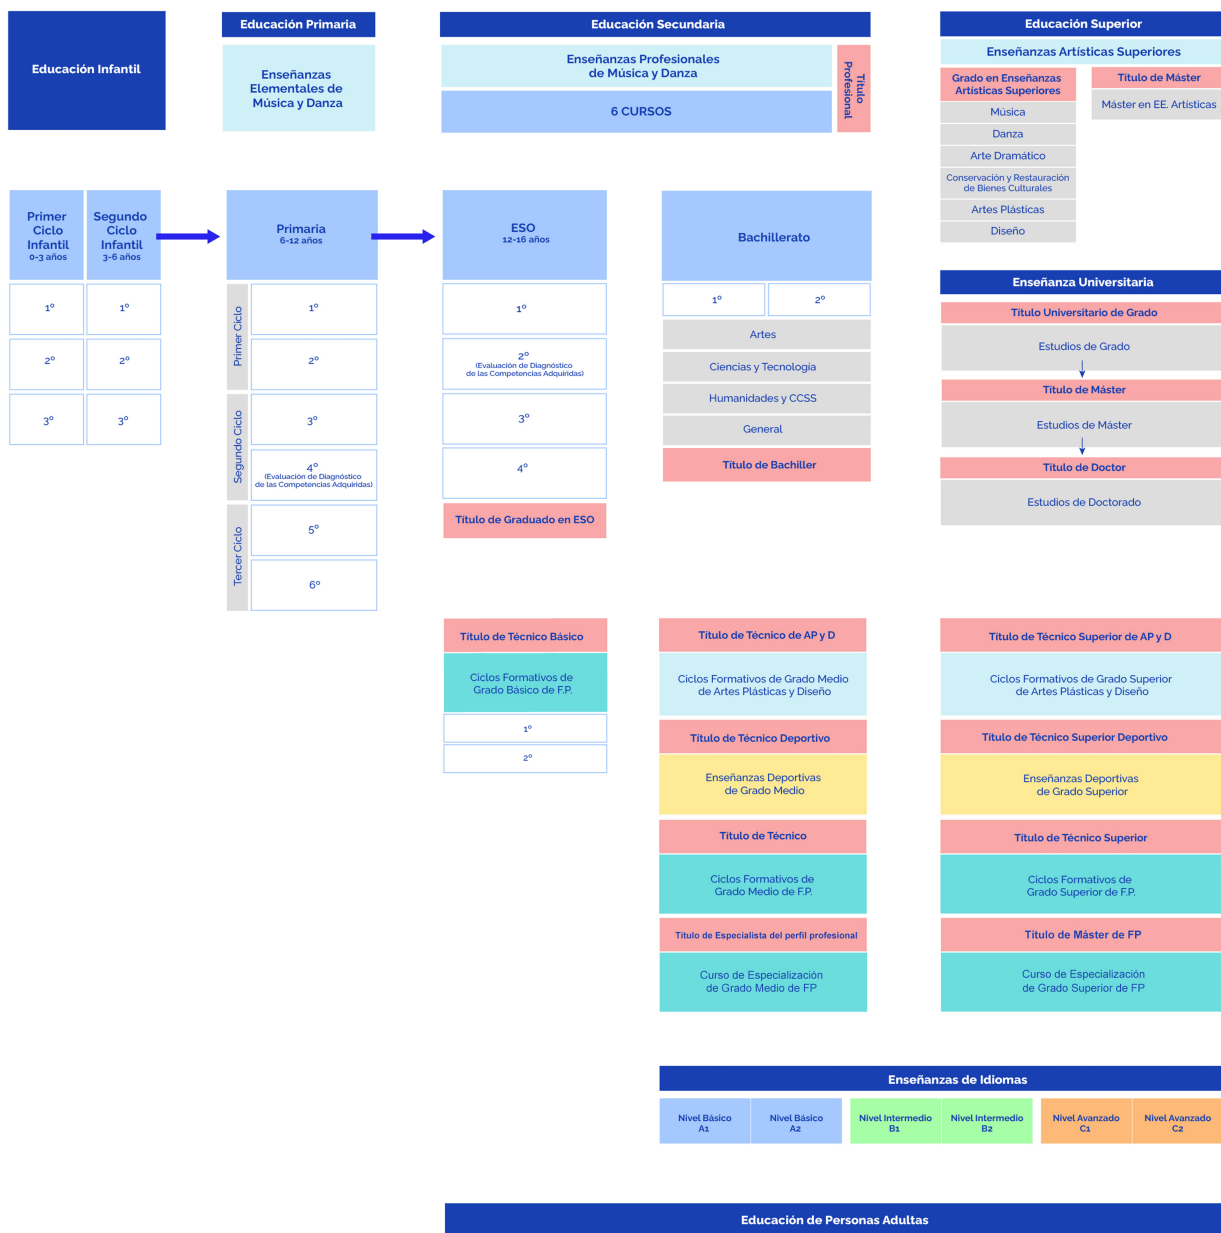 Educación Infantil
Educación Primaria
Enseñanzas
Elementales de
Música y Danza
Educación Secundaria
Enseñanzas Profesionales
de Música y Danza
6 CURSOS
Título
Profesional
Educación Superior
Enseñanzas Artísticas Superiores
Grado en Enseñanzas
Artísticas Superiores
Música
Danza
Arte Dramático
Conservación y Restauración
de Bienes Culturales
Artes Plásticas
Diseño
Título de Máster
Máster en EE. Artísticas
Primer
Ciclo
Infantil
0-3 años
1º
2º
3º
Segundo
Ciclo
Infantil
3-6 años
1º
2º
3º
Primaria
6-12 años
Primer Ciclo
1º
2º
Segundo Ciclo
3º
4º
(Evaluación de Diagnóstico
de las Competencias Adquiridas)
Tercer Ciclo
5º
6º
ESO
12-16 años
1º
2º
(Evaluación de Diagnóstico
de las Competencias Adquiridas)
3º
4º
Título de Graduado en ESO
Bachillerato
1º
2º
Artes
Ciencias y Tecnología
Humanidades y CCSS
General
Título de Bachiller
Enseñanza Universitaria
Título Universitario de Grado
Estudios de Grado
Título de Máster
Estudios de Máster
Título de Doctor
Estudios de Doctorado
Título de Técnico Básico
Ciclos Formativos de
Grado Básico de F.P.
1º
2º
Título de Técnico de AP y D
Ciclos Formativos de Grado Medio
de Artes Plásticas y Diseño
Título de Técnico Deportivo
Enseñanzas Deportivas
de Grado Medio
Título de Técnico
Ciclos Formativos de
Grado Medio de F.P.
Título de Especialista del perfil profesional
Curso de Especialización
de Grado Medio de FP
Título de Técnico Superior de AP y D
Ciclos Formativos de Grado Superior
de Artes Plásticas y Diseño
Título de Técnico Superior Deportivo
Enseñanzas Deportivas
de Grado Superior
Título de Técnico Superior
Ciclos Formativos de
Grado Superior de F.P.
Título de Máster de FP
Curso de Especialización
de Grado Superior de FP
Enseñanzas de Idiomas
Nivel Básico
A1
Nivel Básico
A2
Nivel Intermedio
B1
Nivel Intermedio
B2
Nivel Avanzado
C1
Nivel Avanzado
C2
Educación de Personas Adultas